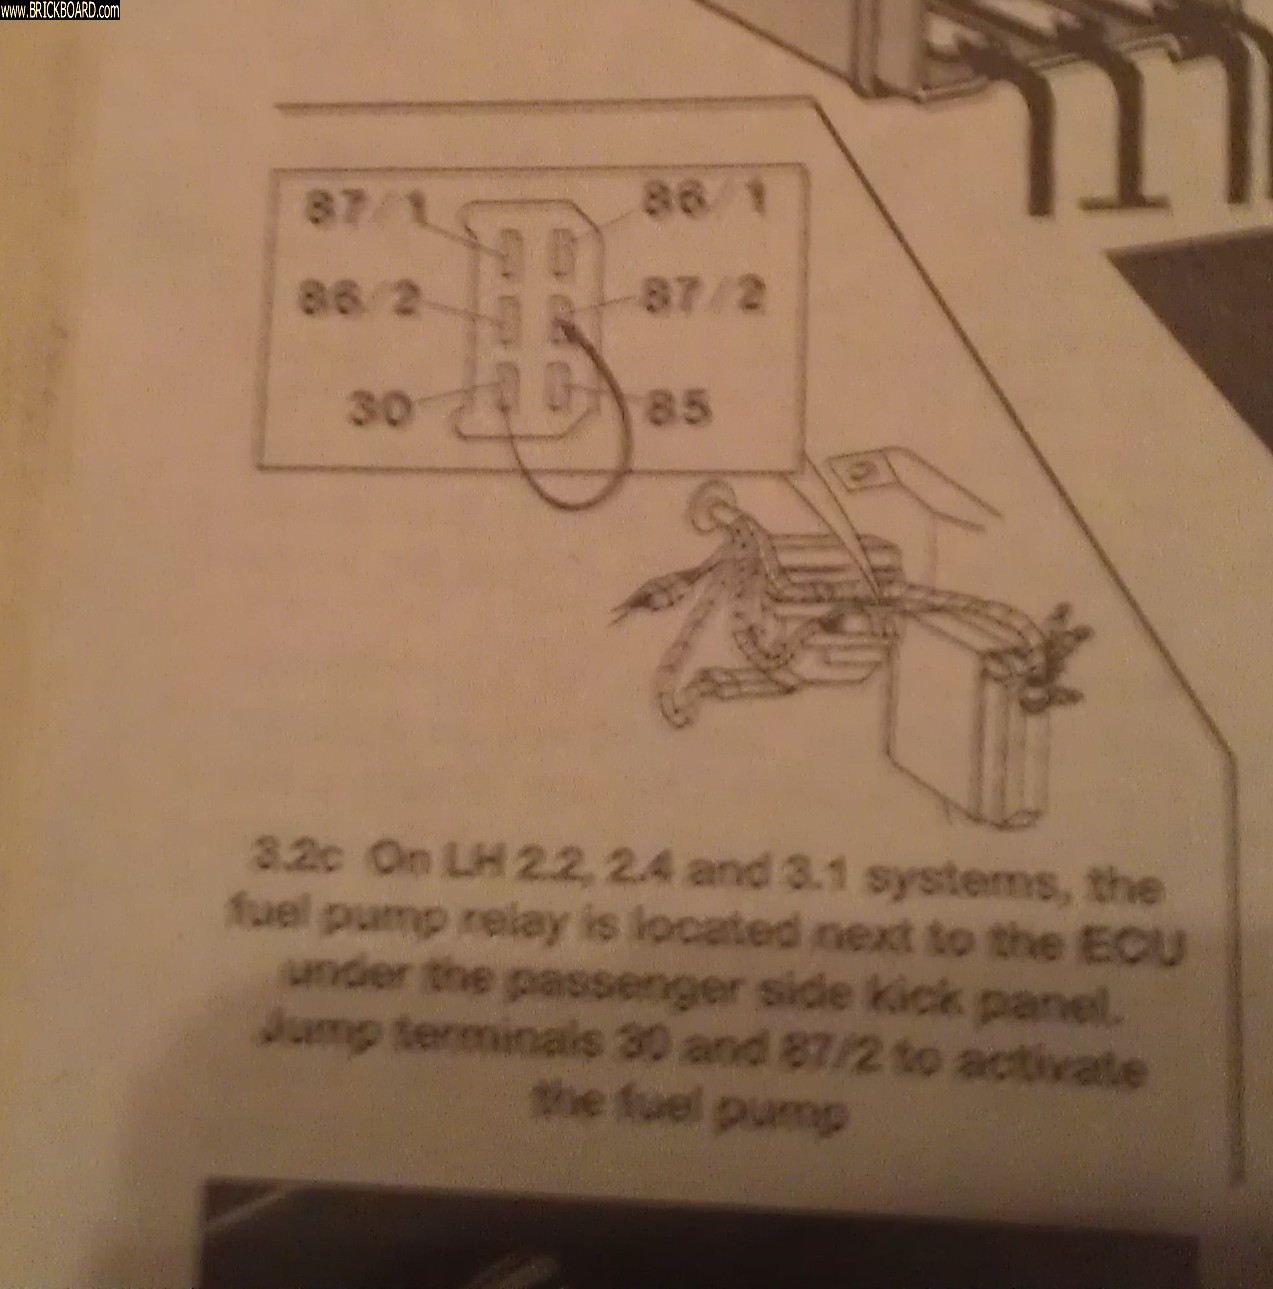 www.BRICKBOARD.com
87/1 86/1
86/2 87/2
30 85
3.2c On LH 2.2, 2.4 and 3.1 systems, the
fuel pump relay is located next to the ECU
under the passenger side kick panel.
Jump terminals 30 and 87/2 to activate
the fuel pump